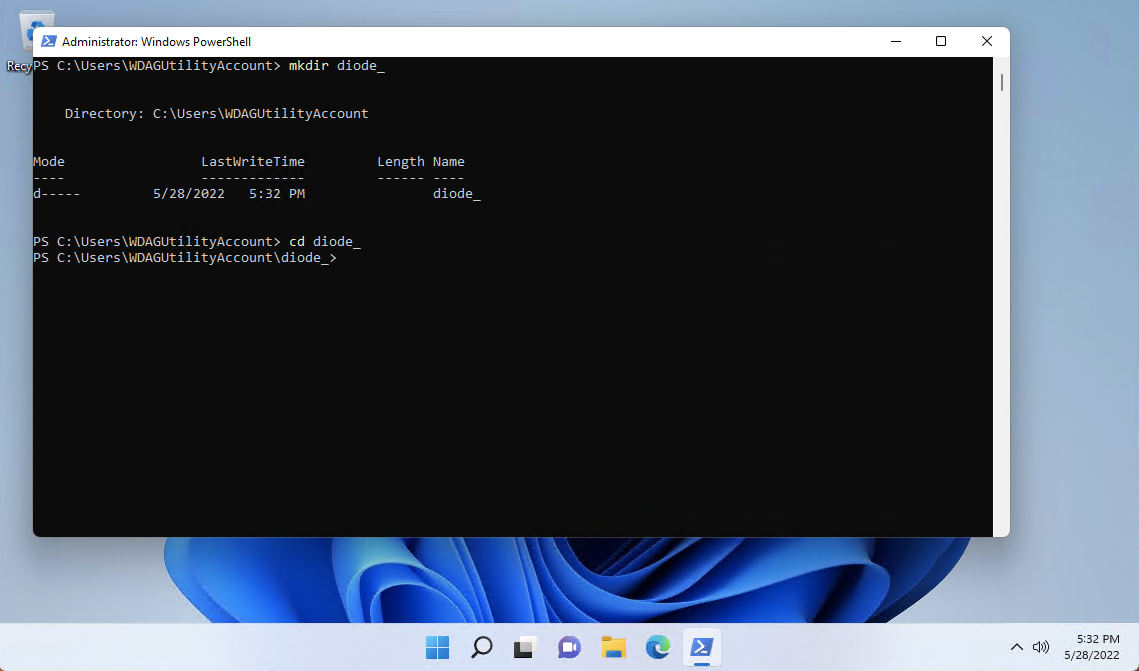 Administrator: Windows PowerShell
Recy
PS C:\Users\WDAGUtilityAccount> mkdir diode_
Directory: C:\Users\WDAGUtilityAccount
Mode                 LastWriteTime         Length Name
----                 -------------         ------ ----
d-----         5/28/2022   5:32 PM                diode_
PS C:\Users\WDAGUtilityAccount> cd diode_
PS C:\Users\WDAGUtilityAccount\diode_>
5:32 PM
5/28/2022